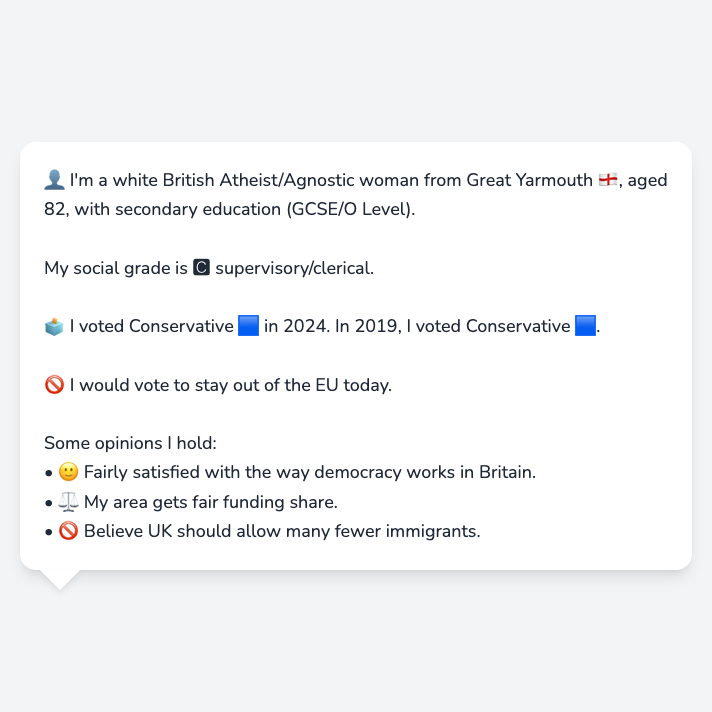 👤 I'm a white British Atheist/Agnostic woman from Great Yarmouth 🏴󠁧󠁢󠁥󠁮󠁧󠁿, aged
82, with secondary education (GCSE/O Level).
My social grade is 🅲 supervisory/clerical.
🗳️ I voted Conservative 🟦 in 2024. In 2019, I voted Conservative 🟦.
🚫 I would vote to stay out of the EU today.
Some opinions I hold:
• 🙂 Fairly satisfied with the way democracy works in Britain.
• ⚖️ My area gets fair funding share.
• 🚫 Believe UK should allow many fewer immigrants.